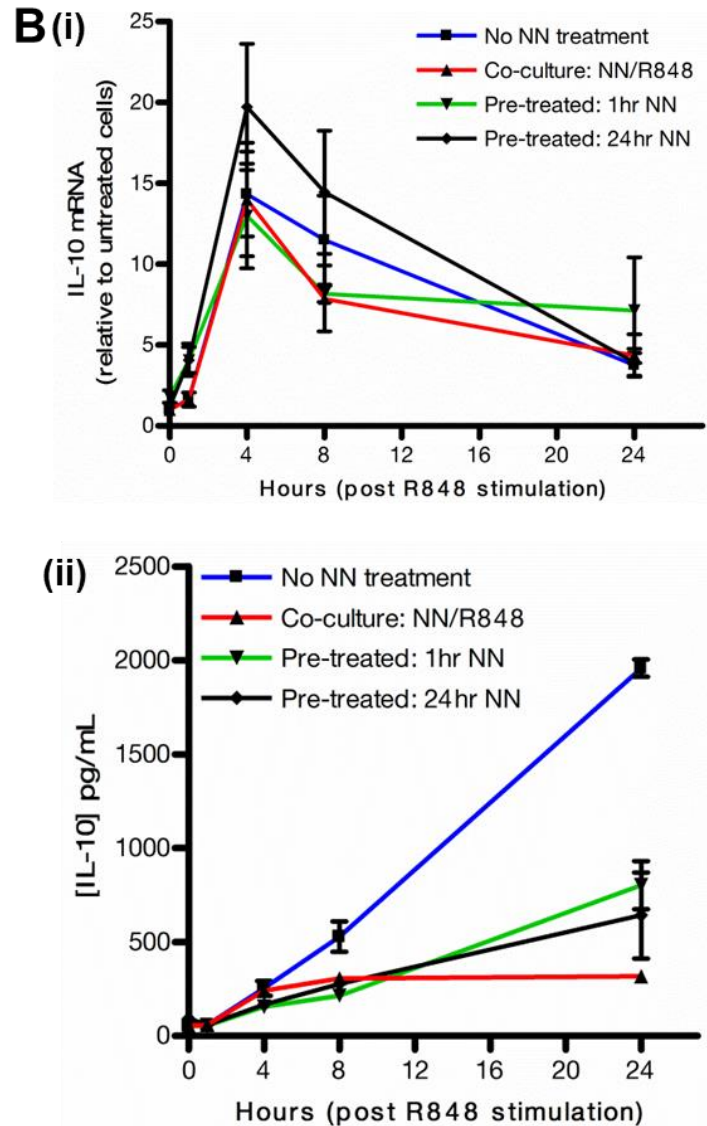 B (i)
25
20
15
10
5
0
IL-10 mRNA
(relative to untreated cells)
No NN treatment
Co-culture: NN/R848
Pre-treated: 1hr NN
Pre-treated: 24hr NN
0 4 8 12 16 20 24
Hours (post R848 stimulation)
(ii)
2500
2000
1500
1000
500
0
[IL-10] pg/mL
No NN treatment
Co-culture: NN/R848
Pre-treated: 1hr NN
Pre-treated: 24hr NN
0 4 8 12 16 20 24
Hours (post R848 stimulation)